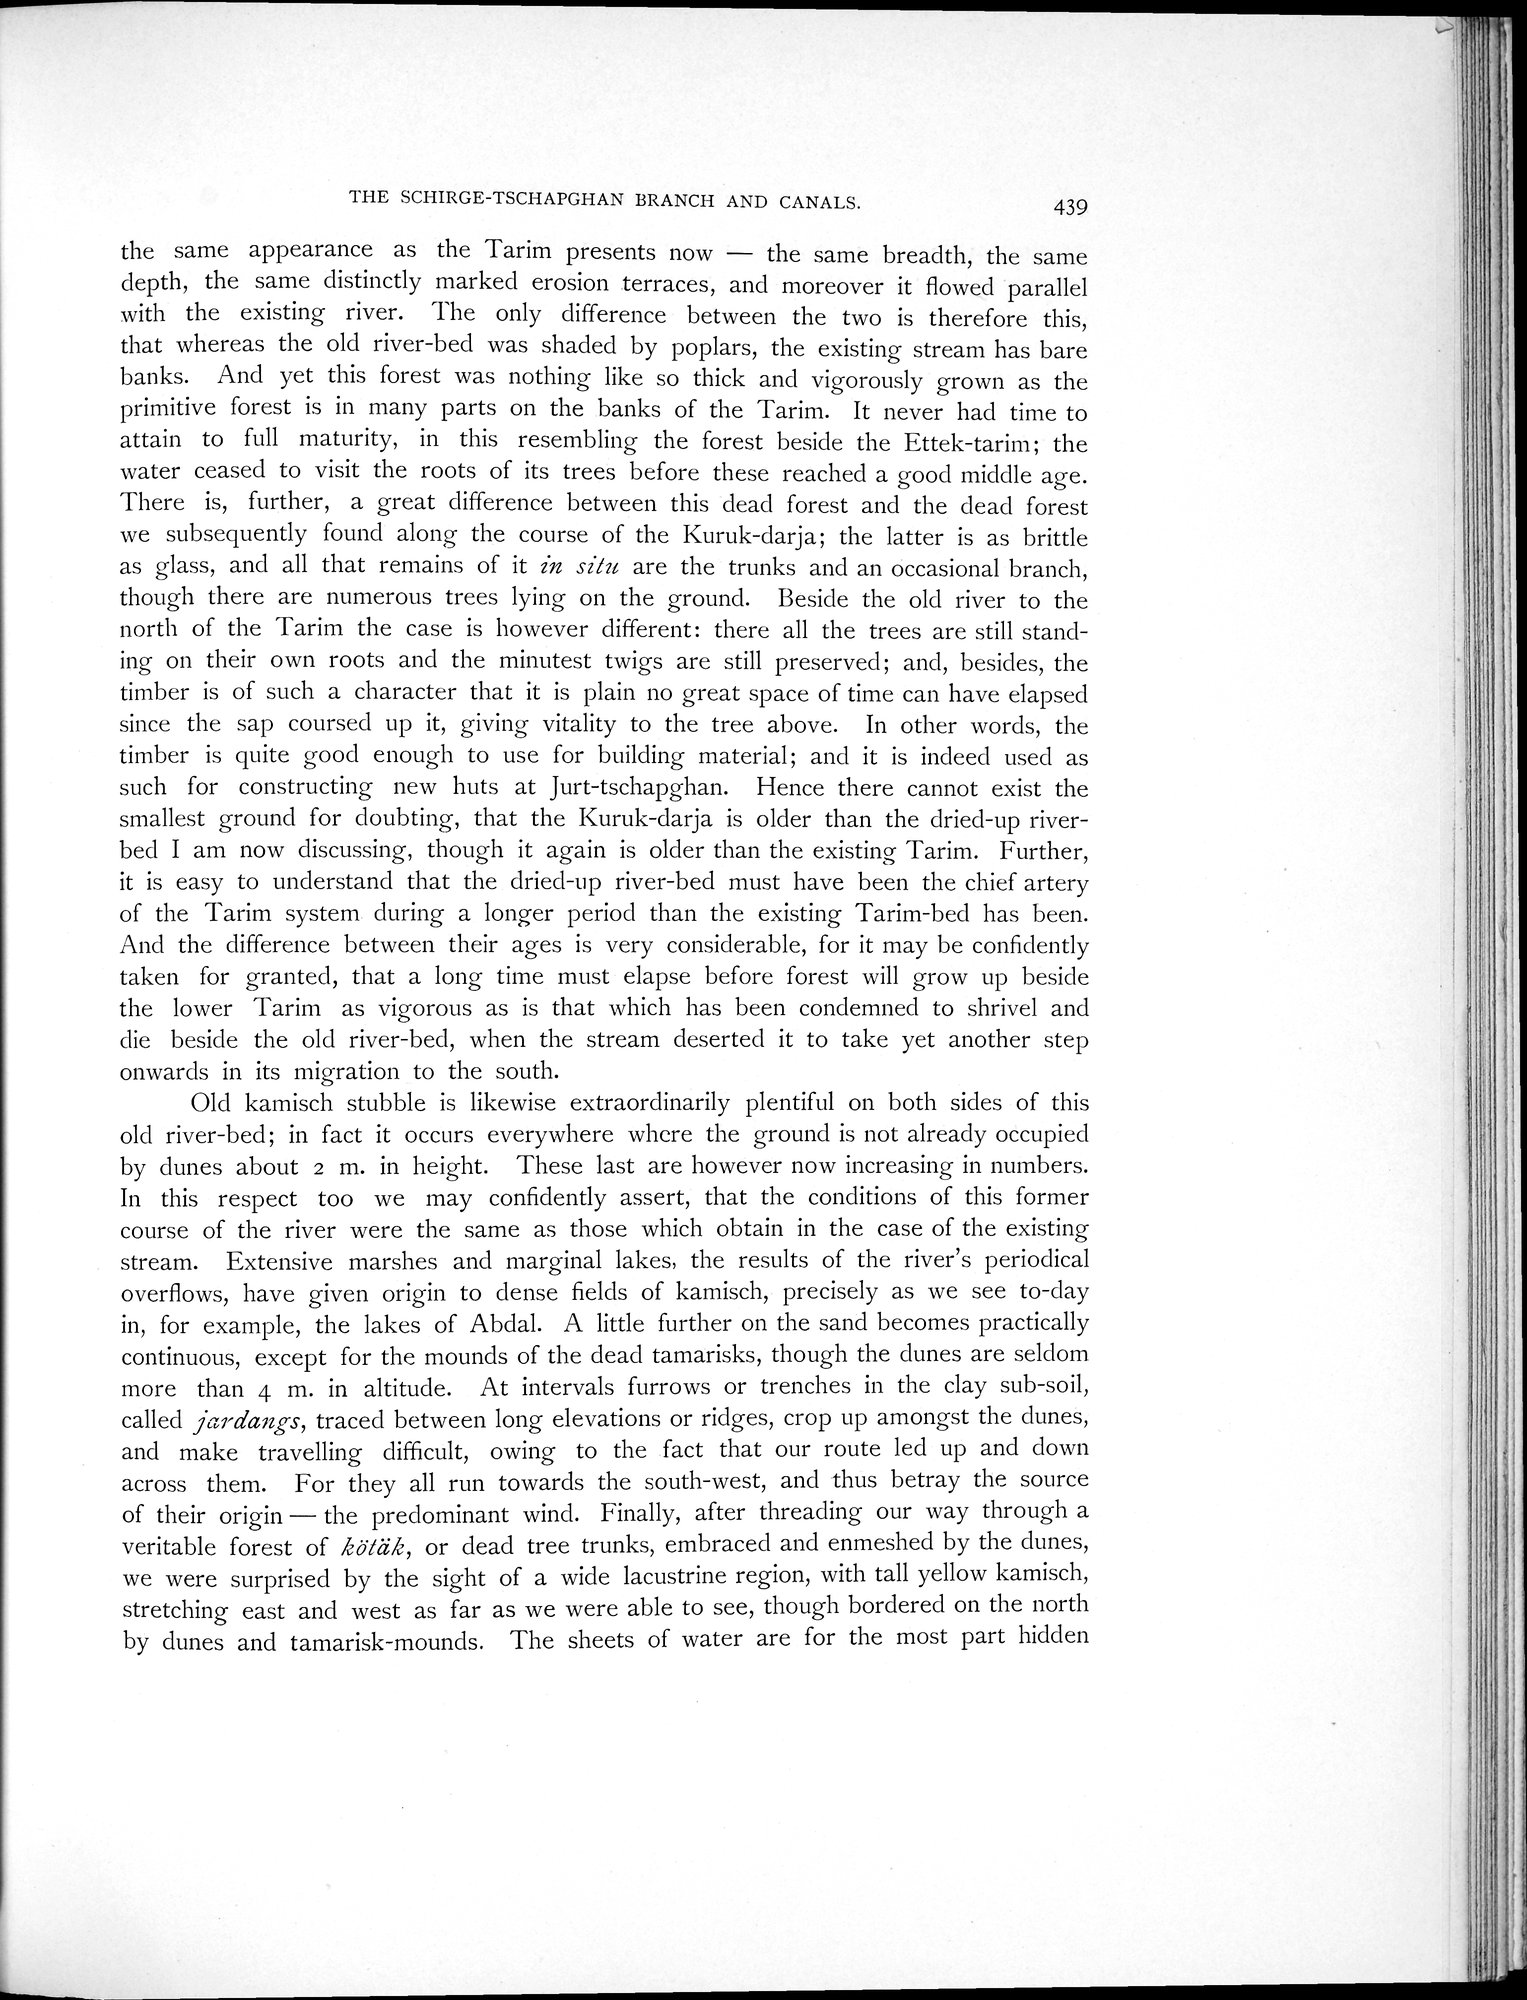 THE SCHIRGE-TSCHAPGHAN BRANCH AND CANALS. 439
the same appearance as the Tarim presents now — the same breadth, the same
depth, the same distinctly marked erosion terraces, and moreover it flowed parallel
with the existing river. The only difference between the two is therefore this,
that whereas the old river-bed was shaded by poplars, the existing stream has bare
banks. And yet this forest was nothing like so thick and vigorously grown as the
primitive forest is in many parts on the banks of the Tarim. It never had time to
attain to full maturity, in this resembling the forest beside the Ettek-tarim; the
water ceased to visit the roots of its trees before these reached a good middle age.
There is, further, a great difference between this dead forest and the dead forest
we subsequently found along the course of the Kuruk-darja; the latter is as brittle
as glass, and all that remains of it in situ are the trunks and an occasional branch,
though there are numerous trees lying on the ground. Beside the old river to the
north of the Tarim the case is however different: there all the trees are still stand-
ing on their own roots and the minutest twigs are still preserved; and, besides, the
timber is of such a character that it is plain no great space of time can have elapsed
since the sap coursed up it, giving vitality to the tree above. In other words, the
timber is quite good enough to use for building material; and it is indeed used as
such for constructing new huts at Jurt-tschapghan. Hence there cannot exist the
smallest ground for doubting, that the Kuruk-darja is older than the dried-up river-
bed I am now discussing, though it again is older than the existing Tarim. Further,
it is easy to understand that the dried-up river-bed must have been the chief artery
of the Tarim system during a longer period than the existing Tarim-bed has been.
And the difference between their ages is very considerable, for it may be confidently
taken for granted, that a long time must elapse before forest will grow up beside
the lower Tarim as vigorous as is that which has been condemned to shrivel and
die beside the old river-bed, when the stream deserted it to take yet another step
onwards in its migration to the south.
Old kamisch stubble is likewise extraordinarily plentiful on both sides of this
old river-bed; in fact it occurs everywhere where the ground is not already occupied
by dunes about 2 m. in height. These last are however now increasing in numbers.
In this respect too we may confidently assert, that the conditions of this former
course of the river were the same as those which obtain in the case of the existing
stream. Extensive marshes and marginal lakes, the results of the river's periodical
overflows, have given origin to dense fields of kamisch, precisely as we see to-day
in, for example, the lakes of Abdal. A little further on the sand becomes practically
continuous, except for the mounds of the dead tamarisks, though the dunes are seldom
more than 4 m. in altitude. At intervals furrows or trenches in the clay sub-soil,
called jardangs, traced between long elevations or ridges, crop up amongst the dunes,
and make travelling difficult, owing to the fact that our route led up and down
across them. For they all run towards the south-west, and thus betray the source
of their origin — the predominant wind. Finally, after threading our way through a
veritable forest of kötäk, or dead tree trunks, embraced and enmeshed by the dunes,
we were surprised by the sight of a wide lacustrine region, with tall yellow kamisch,
stretching east and west as far as we were able to see, though bordered on the north
by dunes and tamarisk-mounds. The sheets of water are for the most part hidden